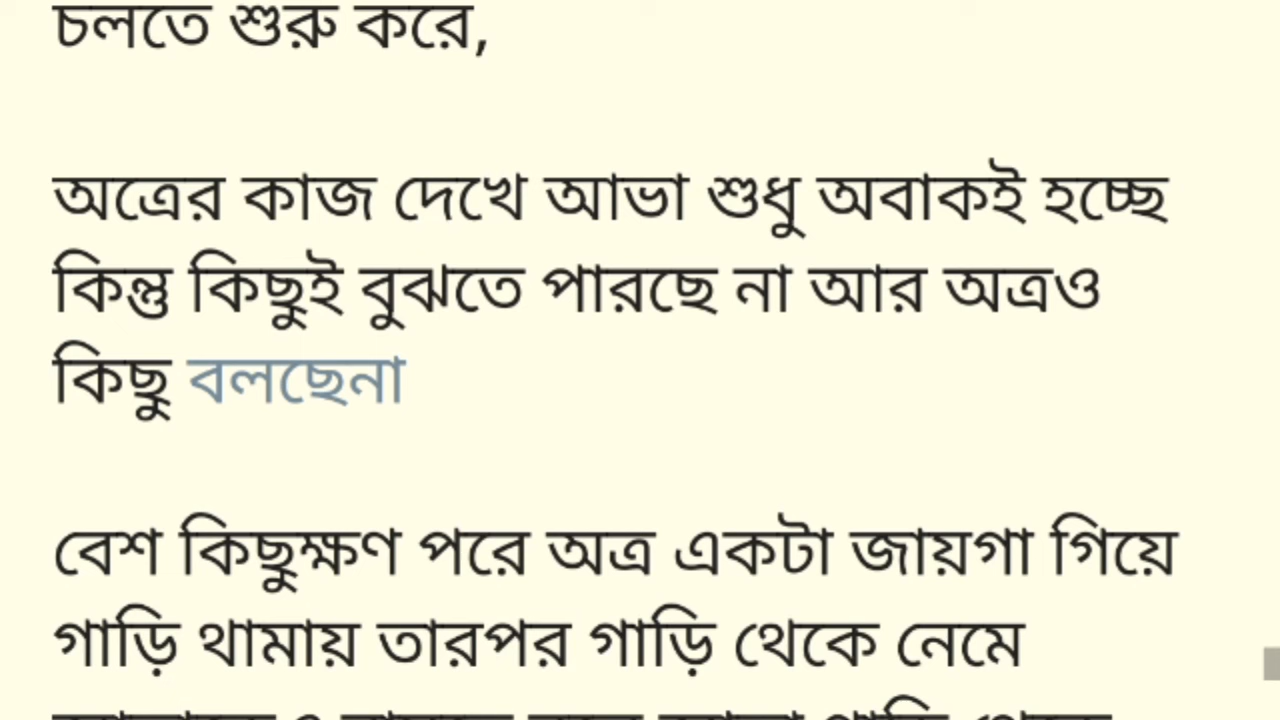 চলতে শুরু করে,
অত্রের কাজ দেখে আভা শুধু অবাকই হচ্ছে
কিন্তু কিছুই বুঝতে পারছে না আর অত্রও
কিছু বলছেনা
বেশ কিছুক্ষণ পরে অত্র একটা জায়গা গিয়ে
গাড়ি থামায় তারপর গাড়ি থেকে নেমে